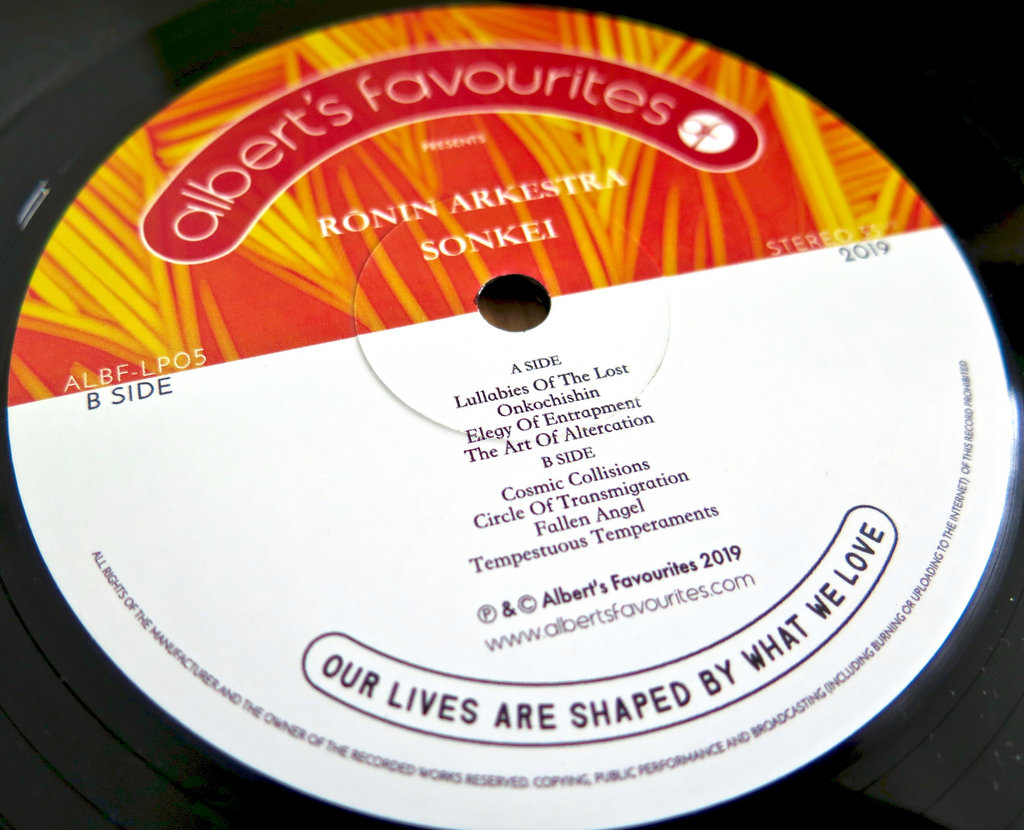 albert's favourites
PRESENTS
RONIN ARKESTRA
SONKEI
STEREO 33
2019
ALBF-LP05
B SIDE
A SIDE
Lullabies Of The Lost
Onkochishin
Elegy Of Entrapment
The Art Of Altercation
B SIDE
Cosmic Collisions
Circle Of Transmigration
Fallen Angel
Tempestuous Temperaments
℗ & © Albert's Favourites 2019
www.albertsfavourites.com
OUR LIVES ARE SHAPED BY WHAT WE LOVE
ALL RIGHTS OF THE MANUFACTURER AND THE OWNER OF THE RECORDED WORKS RESERVED. COPYING, PUBLIC PERFORMANCE AND BROADCASTING (INCLUDING BURNING OR UPLOADING TO THE INTERNET) OF THIS RECORD PROHIBITED